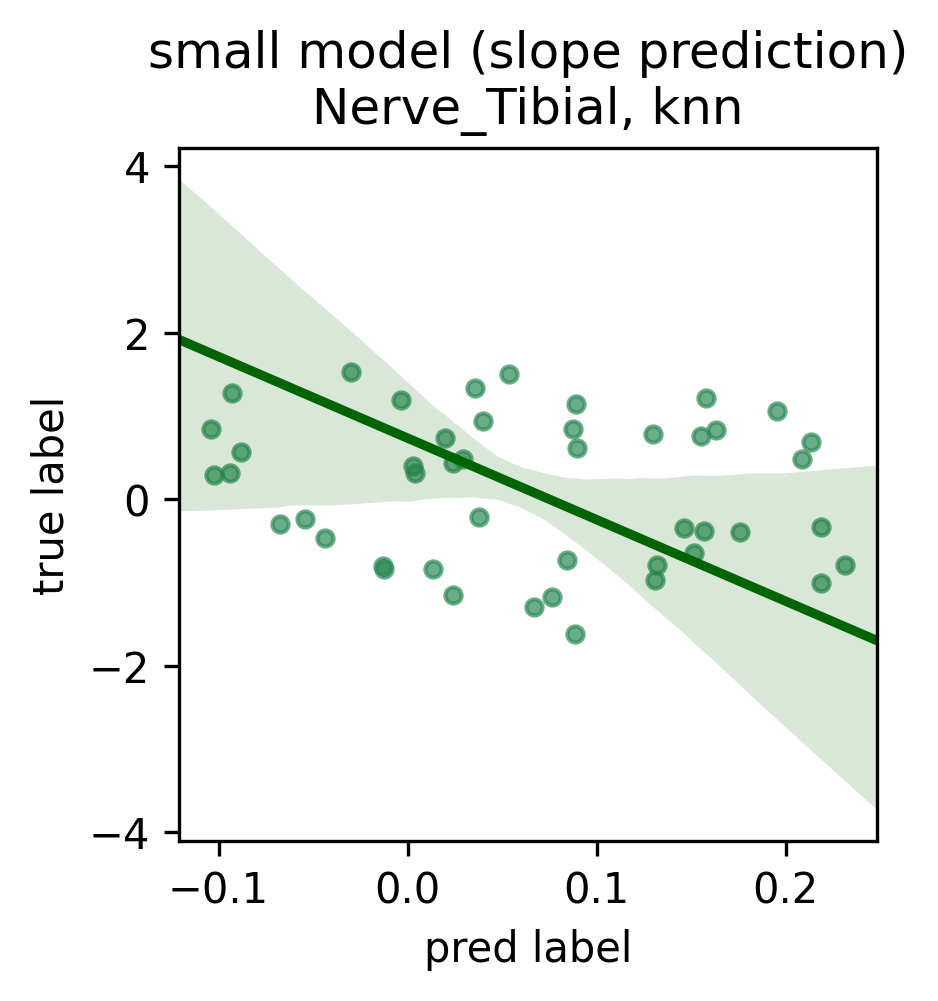 small model (slope prediction)
Nerve_Tibial, knn
4
2
0
−2
−4
true label
−0.1
0.0
0.1
0.2
pred label